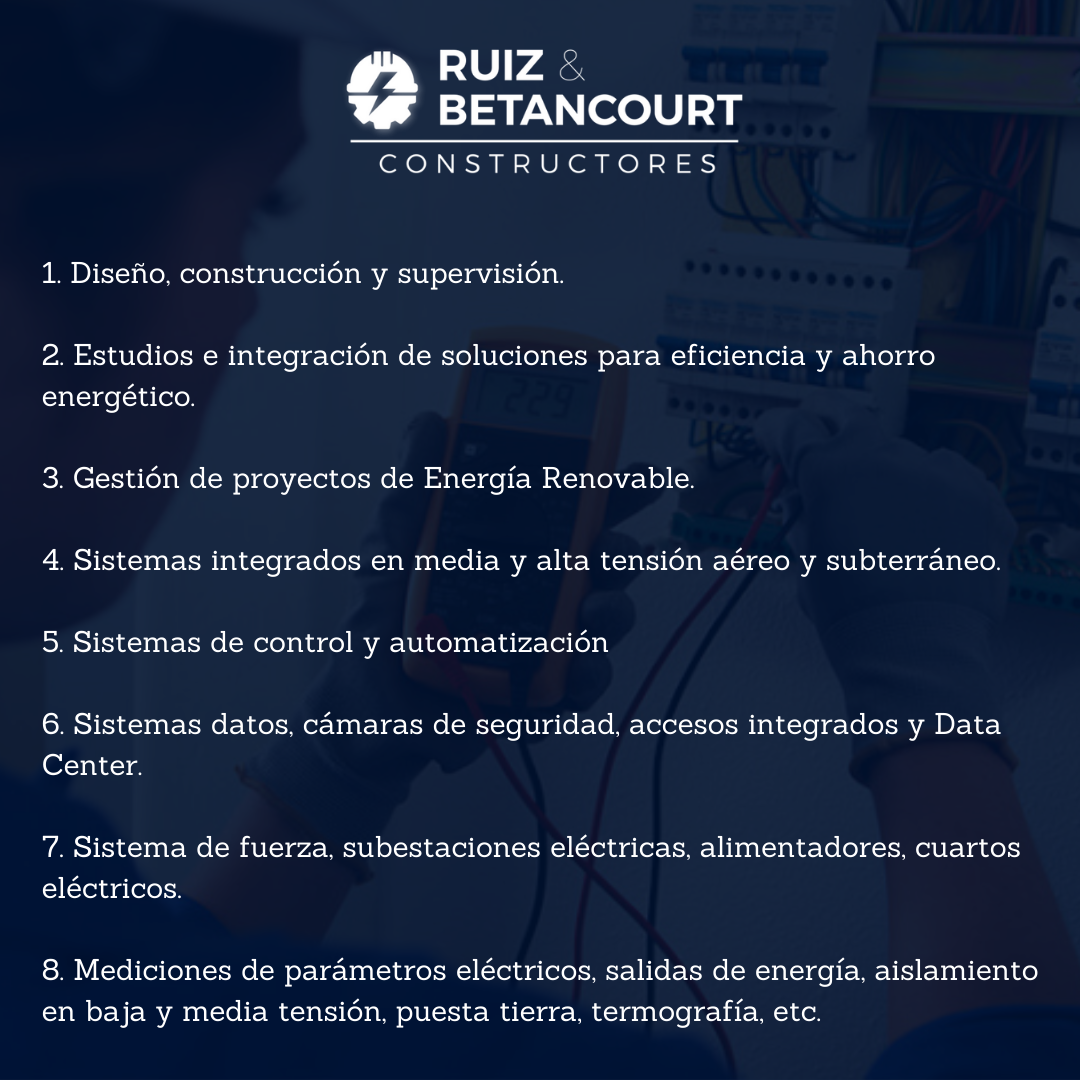 RUIZ &
BETANCOURT
CONSTRUCTORES
1. Diseño, construcción y supervisión.
2. Estudios e integración de soluciones para eficiencia y ahorro
energético.
3. Gestión de proyectos de Energía Renovable.
4. Sistemas integrados en media y alta tensión aéreo y subterráneo.
5. Sistemas de control y automatización
6. Sistemas datos, cámaras de seguridad, accesos integrados y Data
Center.
7. Sistema de fuerza, subestaciones eléctricas, alimentadores, cuartos
eléctricos.
8. Mediciones de parámetros eléctricos, salidas de energía, aislamiento
en baja y media tensión, puesta tierra, termografía, etc.
229